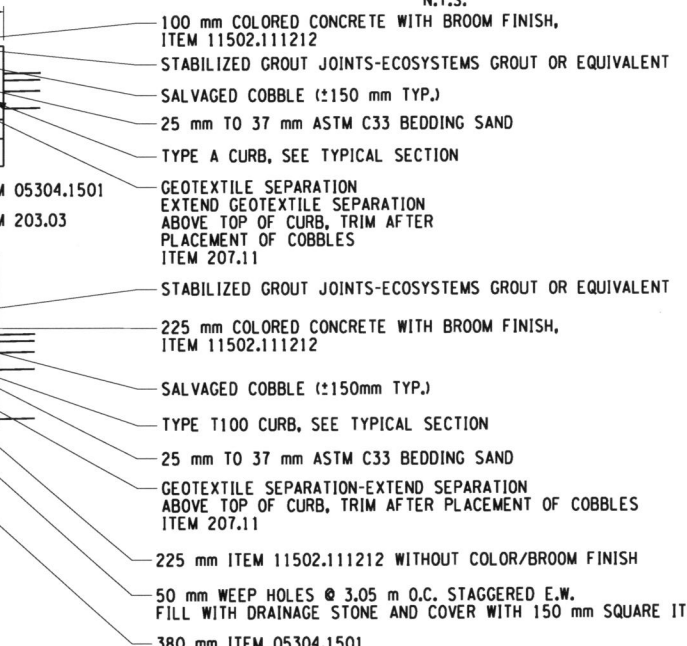 N.T.S.
100 mm COLORED CONCRETE WITH BROOM FINISH,
ITEM 11502.111212
STABILIZED GROUT JOINTS-ECOSYSTEMS GROUT OR EQUIVALENT
SALVAGED COBBLE (±150 mm TYP.)
25 mm TO 37 mm ASTM C33 BEDDING SAND
TYPE A CURB, SEE TYPICAL SECTION
M 05304.1501
M 203.03
GEOTEXTILE SEPARATION
EXTEND GEOTEXTILE SEPARATION
ABOVE TOP OF CURB, TRIM AFTER
PLACEMENT OF COBBLES
ITEM 207.11
STABILIZED GROUT JOINTS-ECOSYSTEMS GROUT OR EQUIVALENT
225 mm COLORED CONCRETE WITH BROOM FINISH,
ITEM 11502.111212
SALVAGED COBBLE (±150mm TYP.)
TYPE T100 CURB, SEE TYPICAL SECTION
25 mm TO 37 mm ASTM C33 BEDDING SAND
GEOTEXTILE SEPARATION-EXTEND SEPARATION
ABOVE TOP OF CURB, TRIM AFTER PLACEMENT OF COBBLES
ITEM 207.11
225 mm ITEM 11502.111212 WITHOUT COLOR/BROOM FINISH
50 mm WEEP HOLES @ 3.05 m O.C. STAGGERED E.W.
FILL WITH DRAINAGE STONE AND COVER WITH 150 mm SQUARE IT
380 mm ITEM 05304.1501